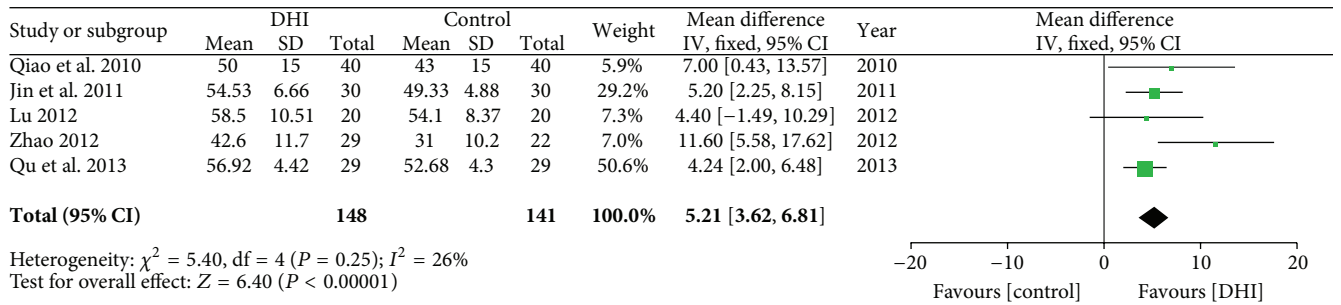 Study or subgroup DHI Control Weight Mean difference Year Mean difference
Mean SD Total Mean SD Total IV, fixed, 95% CI IV, fixed, 95% CI
Qiao et al. 2010 50 15 40 43 15 40 5.9% 7.00 [0.43, 13.57] 2010
Jin et al. 2011 54.53 6.66 30 49.33 4.88 30 29.2% 5.20 [2.25, 8.15] 2011
Lu 2012 58.5 10.51 20 54.1 8.37 20 7.3% 4.40 [−1.49, 10.29] 2012
Zhao 2012 42.6 11.7 29 31 10.2 22 7.0% 11.60 [5.58, 17.62] 2012
Qu et al. 2013 56.92 4.42 29 52.68 4.3 29 50.6% 4.24 [2.00, 6.48] 2013
Total (95% CI) 148 141 100.0% 5.21 [3.62, 6.81]
Heterogeneity: χ² = 5.40, df = 4 (P = 0.25); I² = 26%
Test for overall effect: Z = 6.40 (P < 0.00001)
−20 −10 0 10 20
Favours [control] Favours [DHI]